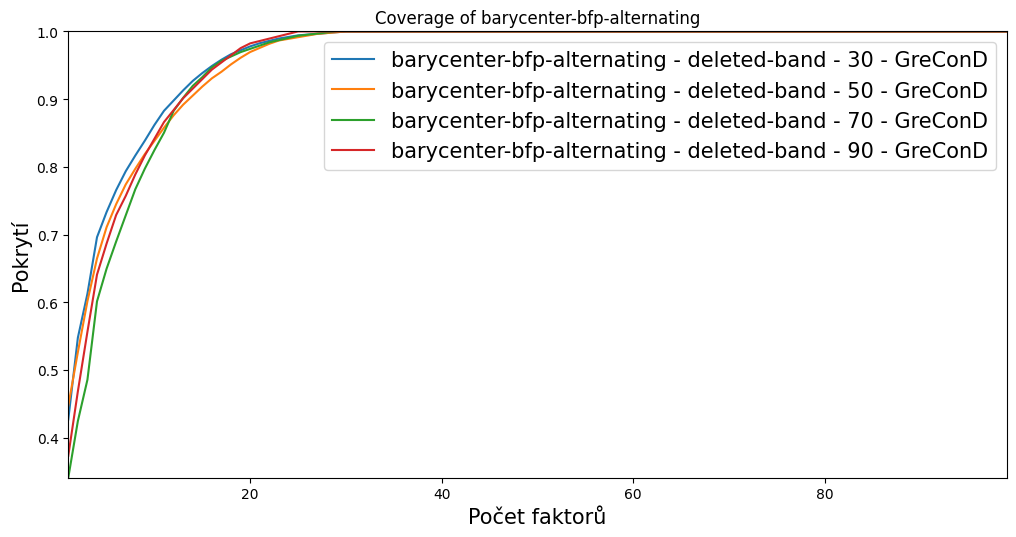 Coverage of barycenter-bfp-alternating
1.0
0.9
0.8
0.7
0.6
0.5
0.4
Pokrytí
barycenter-bfp-alternating - deleted-band - 30 - GreConD
barycenter-bfp-alternating - deleted-band - 50 - GreConD
barycenter-bfp-alternating - deleted-band - 70 - GreConD
barycenter-bfp-alternating - deleted-band - 90 - GreConD
20 40 60 80
Počet faktorů